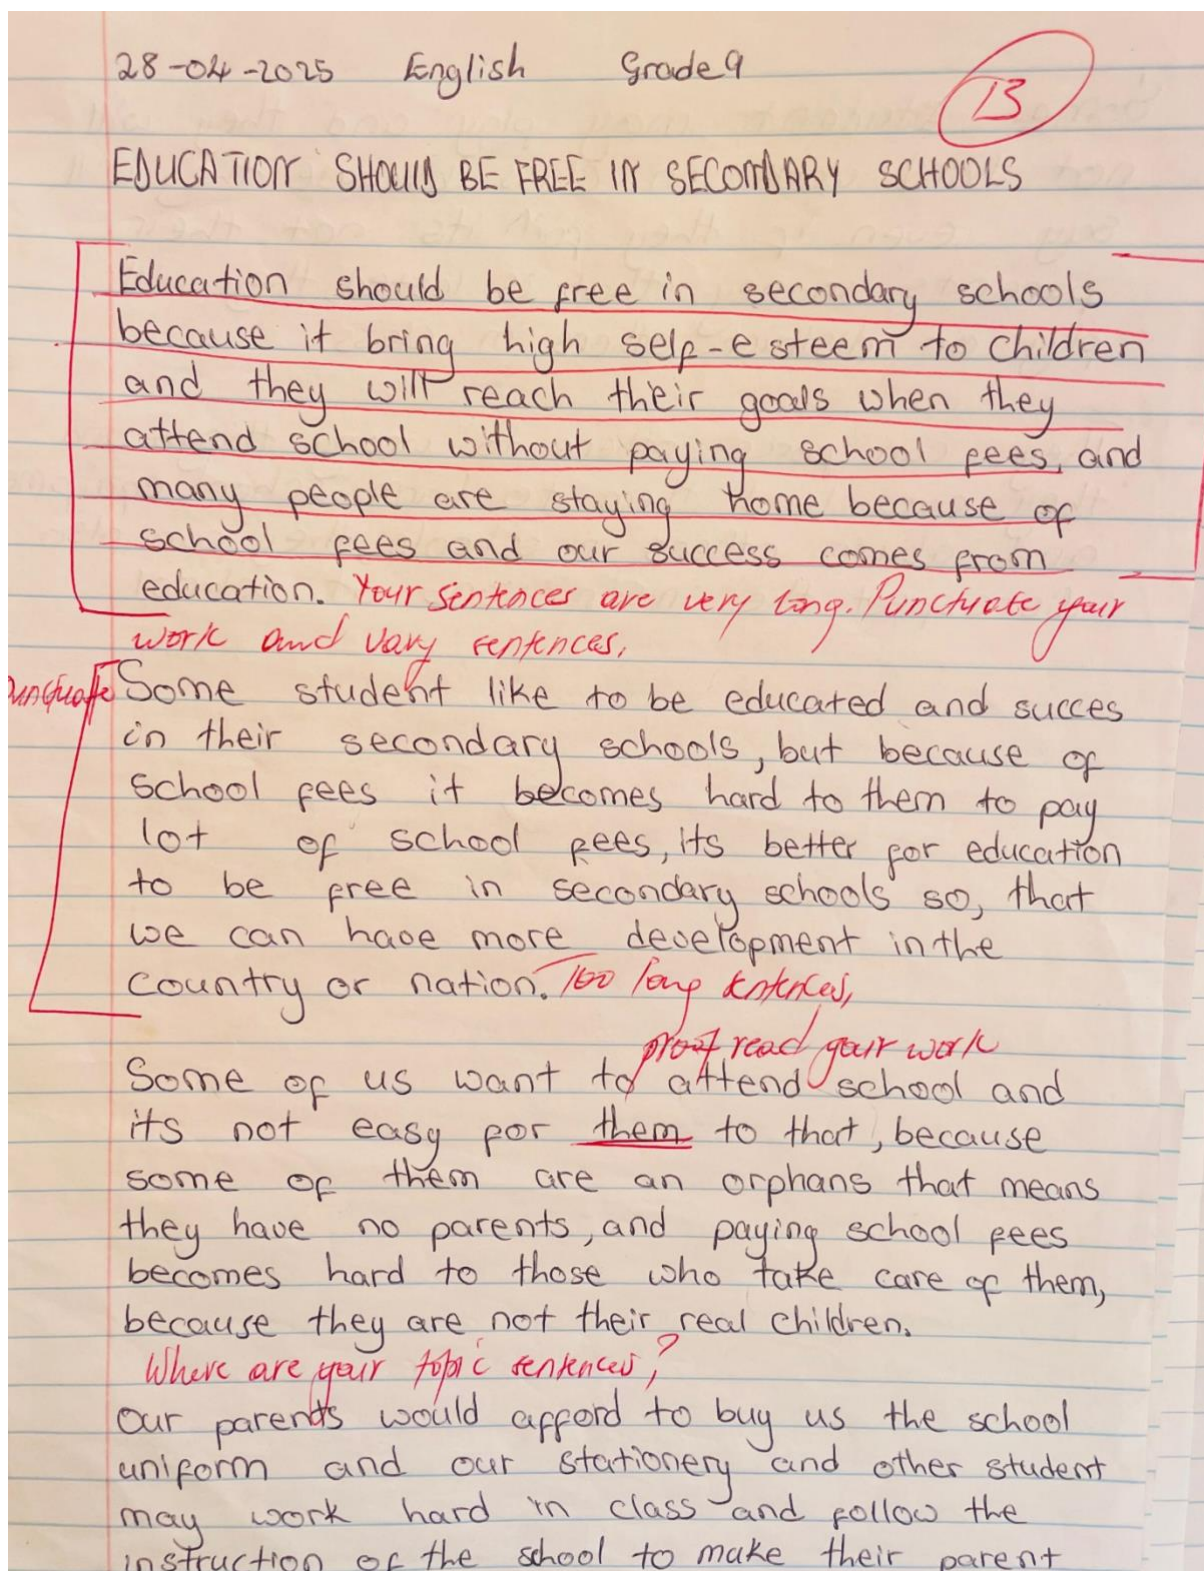 28-04-2025 English Grade 9
13
EDUCATION SHOULD BE FREE IN SECONDARY SCHOOLS
Education should be free in secondary schools
because it bring high self-esteem to children
and they will reach their goals when they
attend school without paying school fees, and
many people are staying home because of
school fees and our success comes from
education. Your sentences are very long. Punctuate your
work and vary sentences.
Punctuate Some student like to be educated and succes
in their secondary schools, but because of
school fees it becomes hard to them to pay
lot of school fees, its better for education
to be free in secondary schools so, that
we can have more development in the
country or nation. Too long sentences,
proof read your work
Some of us want to attend school and
its not easy for them to that, because
some of them are an orphans that means
they have no parents, and paying school fees
becomes hard to those who take care of them,
because they are not their real children.
Where are your topic sentences?
Our parents would afford to buy us the school
uniform and our stationery and other student
may work hard in class and follow the
instruction of the school to make their parent